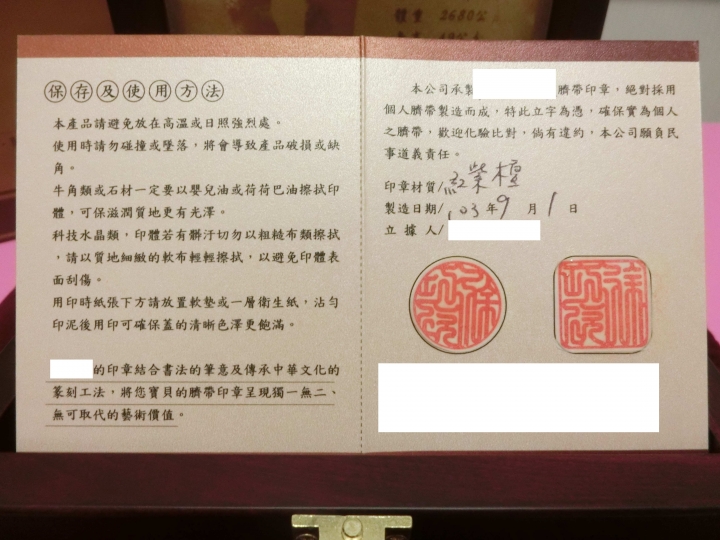 體重 2680公
保存及使用方法
本產品請避免放在高溫或日照強烈處。
使用時請勿碰撞或墜落，將會導致產品破損或缺
角。
牛角類或石材一定要以嬰兒油或荷荷巴油擦拭印
體，可保滋潤質地更有光澤。
科技水晶類，印體若有髒汙切勿以粗糙布類擦拭
，請以質地細緻的軟布輕輕擦拭，以避免印體表
面刮傷。
用印時紙張下方請放置軟墊或一層衛生紙，沾勻
印泥後用印可確保蓋的清晰色澤更飽滿。
的印章結合書法的筆意及傳承中華文化的
篆刻工法，將您寶貝的臍帶印章呈現獨一無二、
無可取代的藝術價值。
本公司承製 臍帶印章，絕對採用
個人臍帶製造而成，特此立字為憑，確保實為個人
之臍帶，歡迎化驗比對，倘有違約，本公司願負民
事道義責任。
印章材質/紅紫檀
製造日期/103年9月1日
立據人/